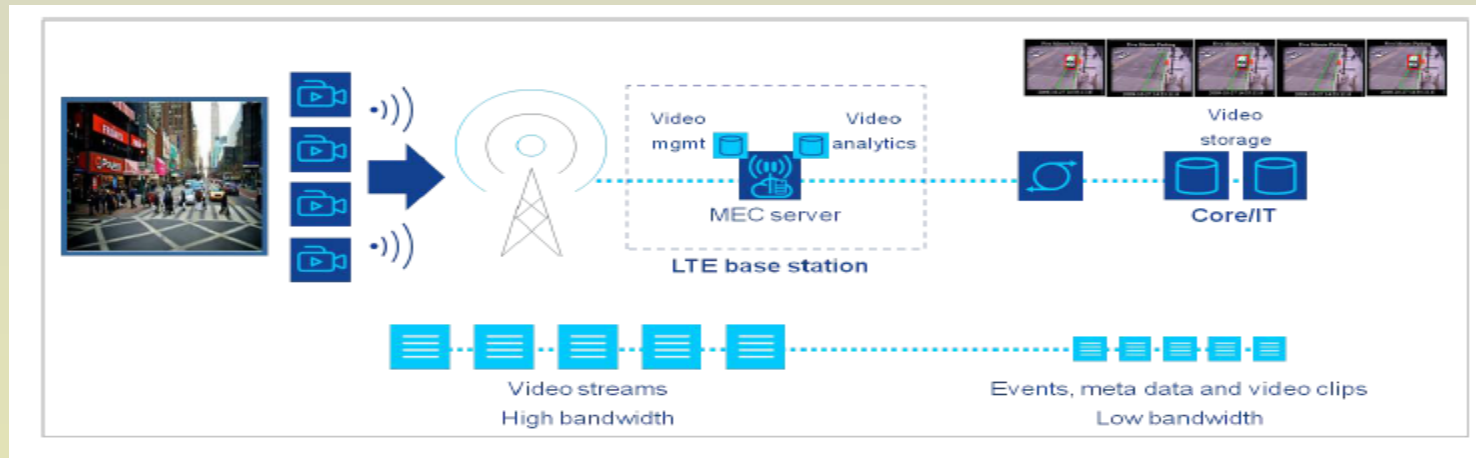 Video
mgmt
Video
analytics
MEC server
LTE base station
Video
storage
Core/IT
Video streams
High bandwidth
Events, meta data and video clips
Low bandwidth